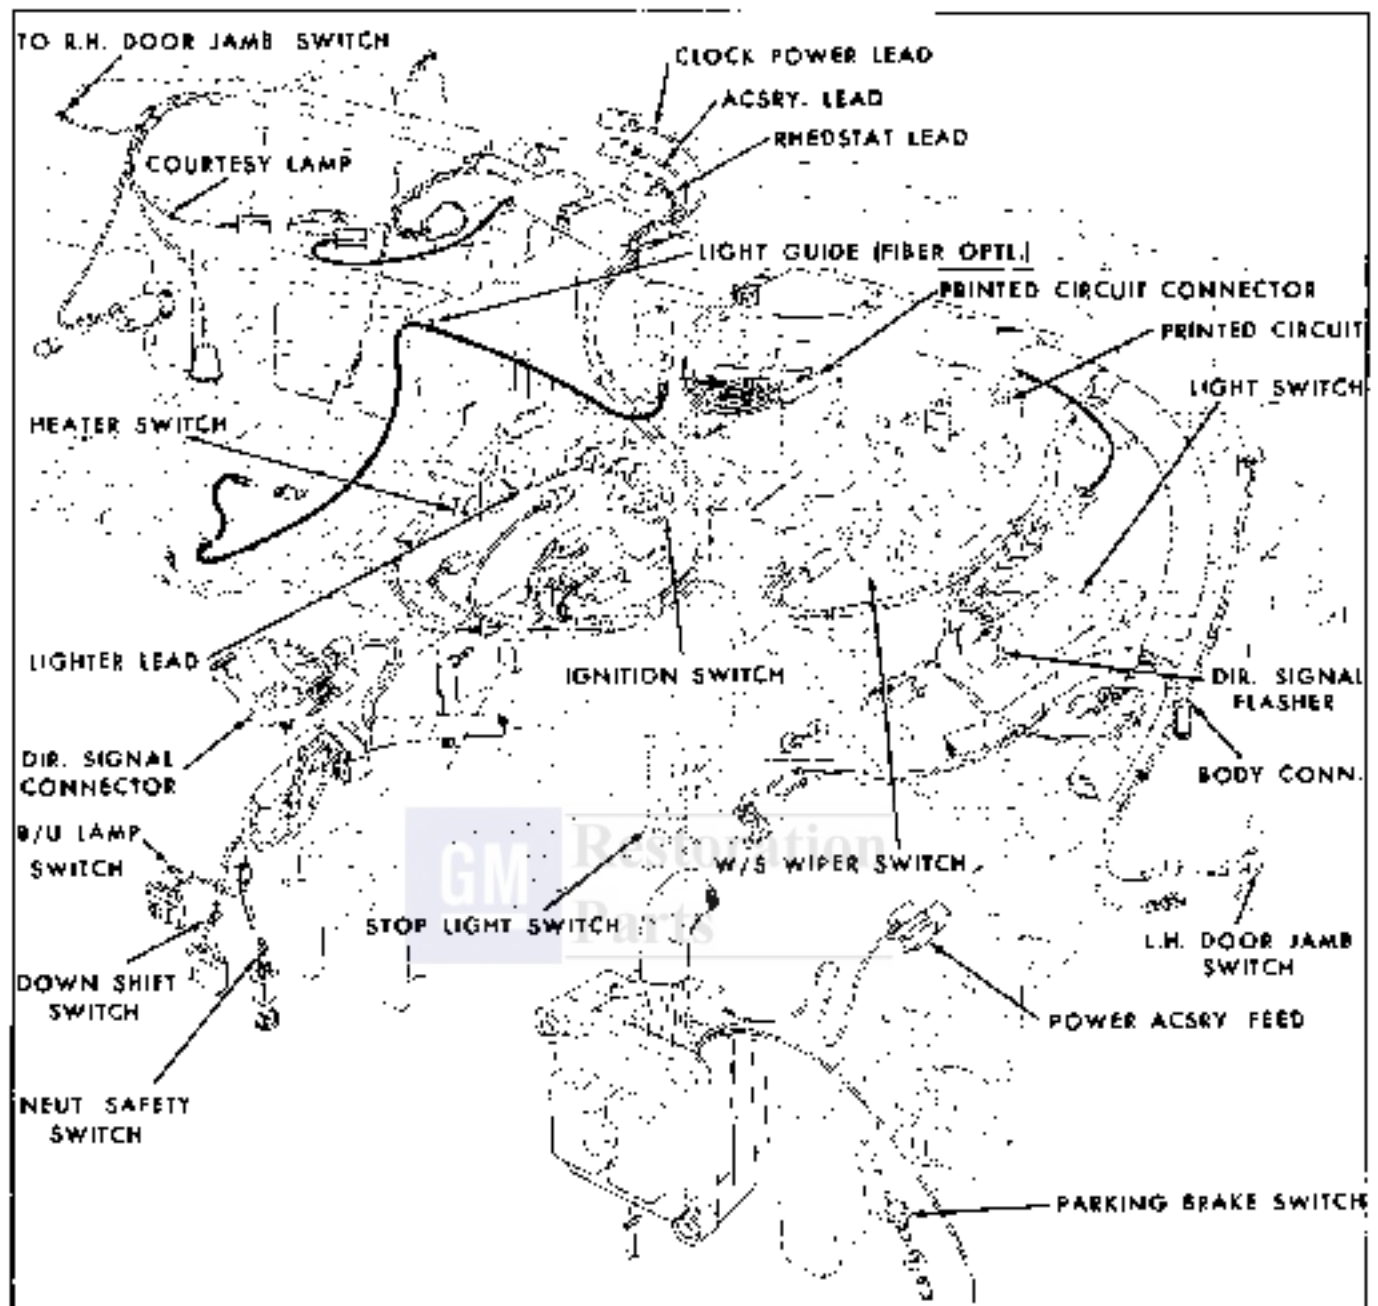 TO R.H. DOOR JAMB SWITCH
CLOCK POWER LEAD
ACSRY. LEAD
RHEOSTAT LEAD
COURTESY LAMP
LIGHT GUIDE (FIBER OPTI.)
PRINTED CIRCUIT CONNECTOR
PRINTED CIRCUIT
LIGHT SWITCH
HEATER SWITCH
LIGHTER LEAD
IGNITION SWITCH
DIR. SIGNAL
FLASHER
DIR. SIGNAL
CONNECTOR
BODY CONN.
B/U LAMP
SWITCH
GM
Restoration
Parts
W/S WIPER SWITCH
STOP LIGHT SWITCH
L.H. DOOR JAMB
SWITCH
DOWN SHIFT
SWITCH
POWER ACSRY FEED
NEUT SAFETY
SWITCH
PARKING BRAKE SWITCH